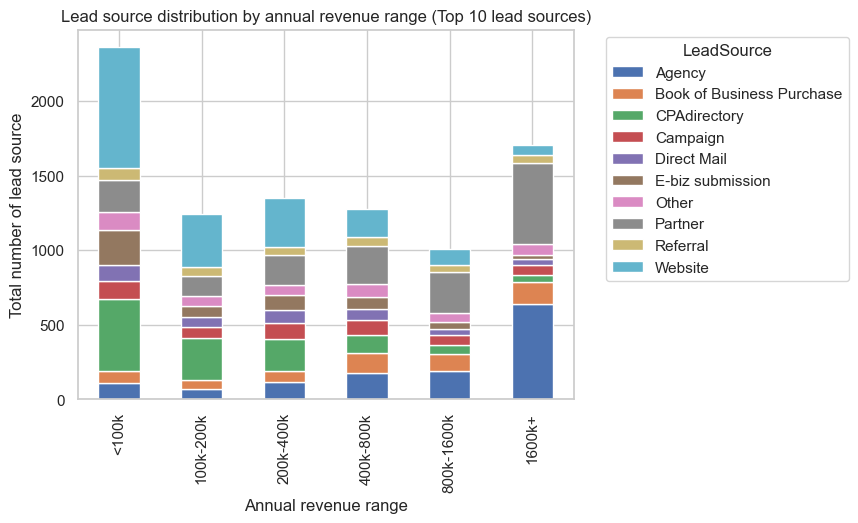 Lead source distribution by annual revenue range (Top 10 lead sources)
Total number of lead source
2000
1500
1000
500
0
<100k
100k-200k
200k-400k
400k-800k
800k-1600k
1600k+
Annual revenue range
LeadSource
Agency
Book of Business Purchase
CPAdirectory
Campaign
Direct Mail
E-biz submission
Other
Partner
Referral
Website